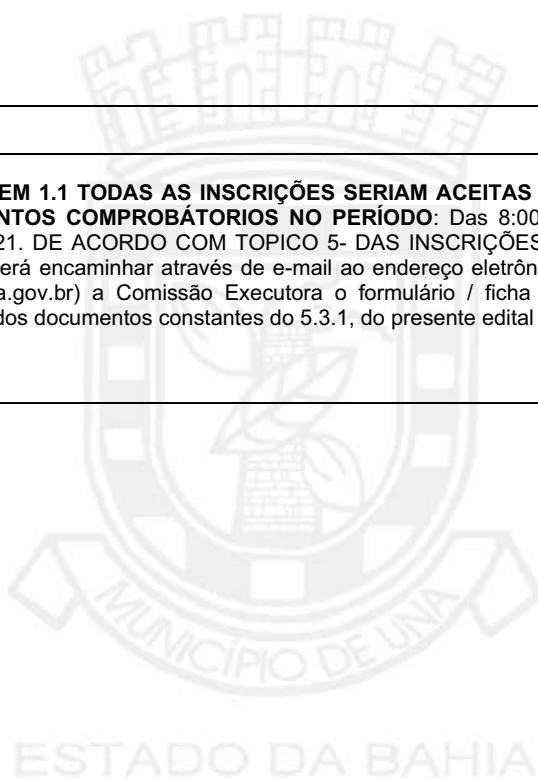 EM 1.1 TODAS AS INSCRIÇÕES SERIAM ACEITAS
NTOS COMPROBÁTORIOS NO PERÍODO: Das 8:00
21. DE ACORDO COM TOPICO 5- DAS INSCRIÇÕES
erá encaminhar através de e-mail ao endereço eletrôn
a.gov.br) a Comissão Executora o formulário / ficha
dos documentos constantes do 5.3.1, do presente edital
MUNICÍPIO DE UNA
ESTADO DA BAHIA